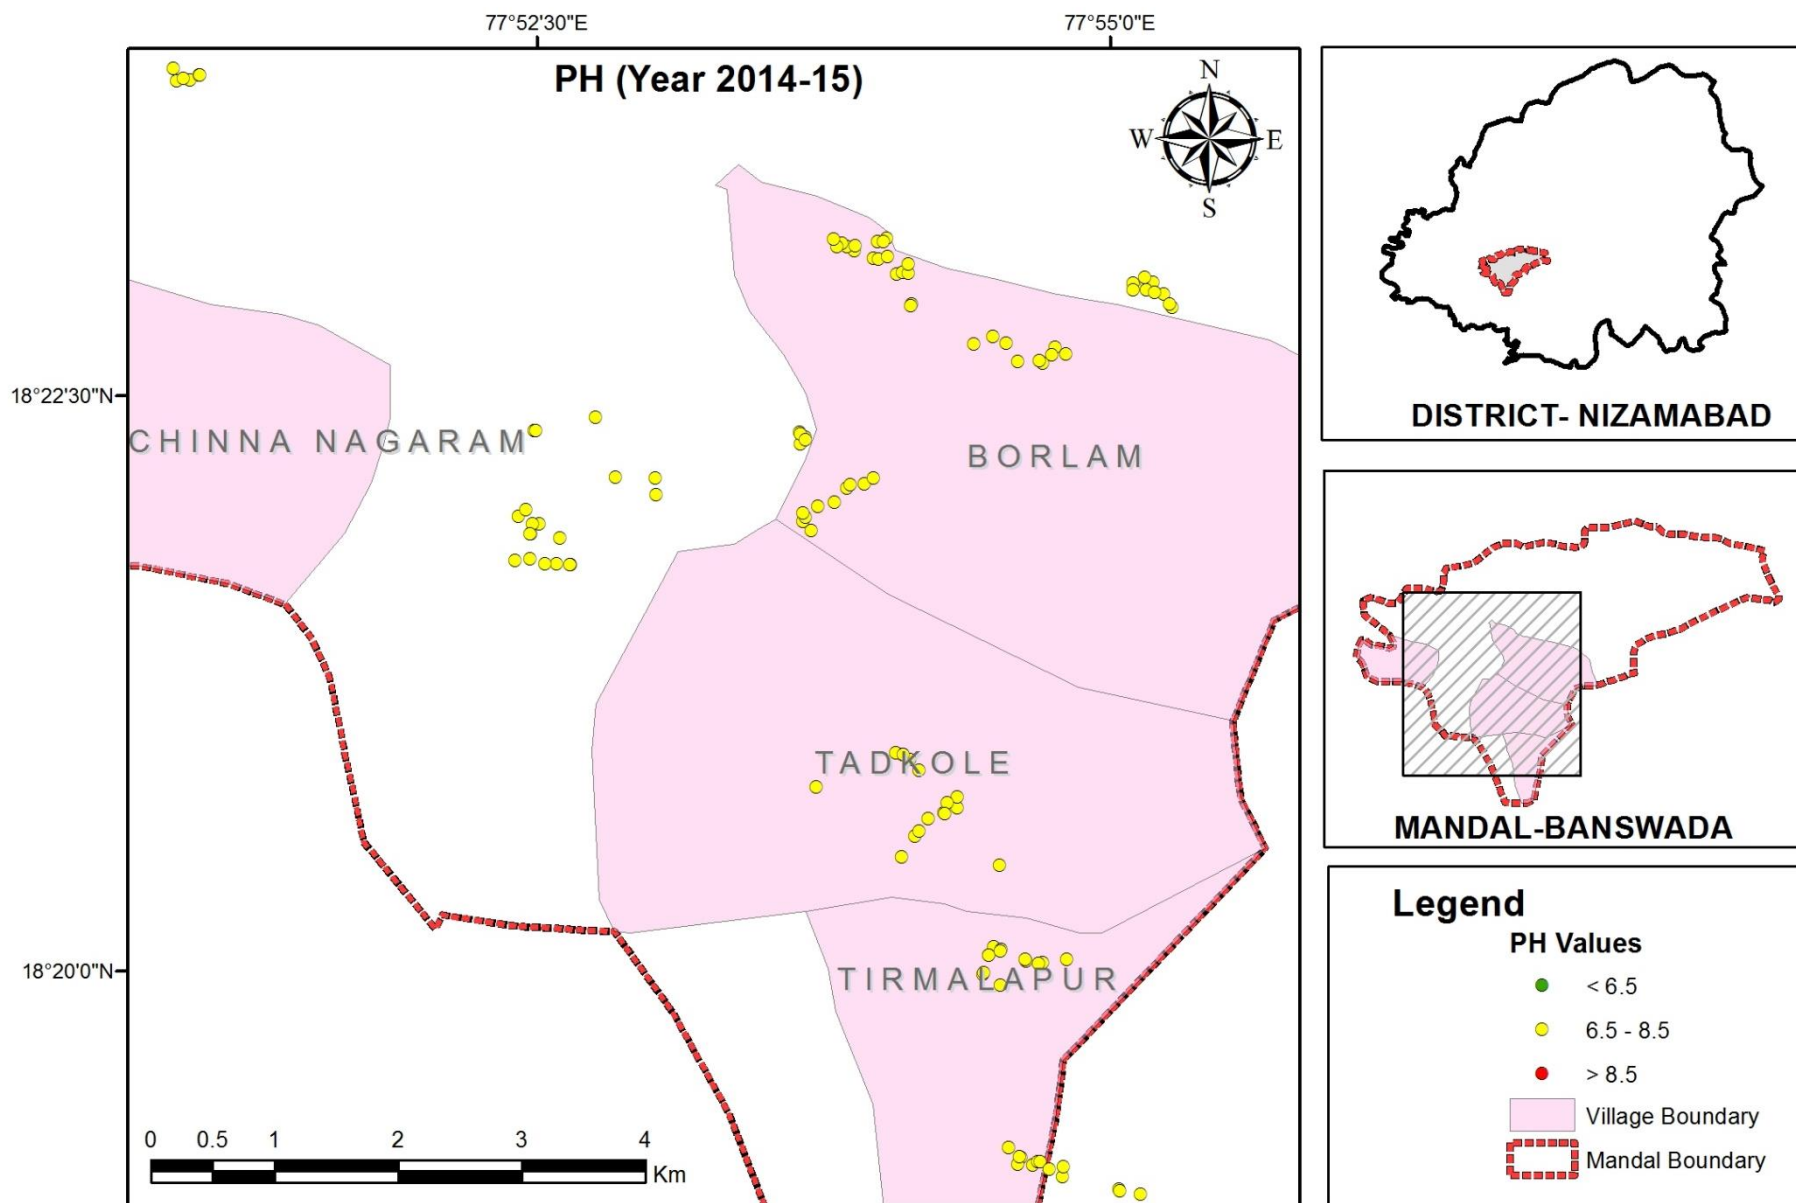 77°52'30"E
77°55'0"E
PH (Year 2014-15)
N
W
E
S
18°22'30"N
CHINNA NAGARAM
BORLAM
TADKOLE
18°20'0"N
TIRMALAPUR
0 0.5 1 2 3 4
Km
DISTRICT- NIZAMABAD
MANDAL-BANSWADA
Legend
PH Values
< 6.5
6.5 - 8.5
> 8.5
Village Boundary
Mandal Boundary